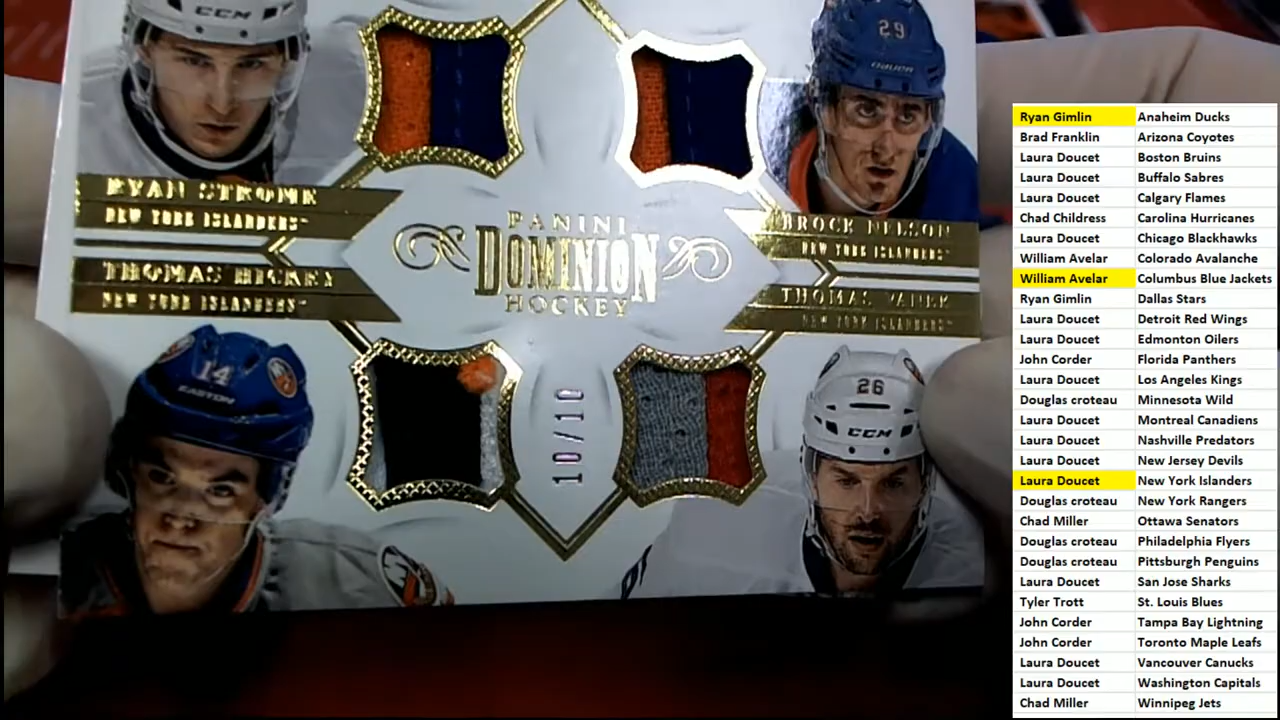 29
Bauer
RYAN STROME
NEW YORK ISLANDERS
THOMAS HICKEY
NEW YORK ISLANDERS
PANINI
DOMINION
HOCKEY
BROCK NELSON
NEW YORK ISLANDERS
THOMAS VANEK
NEW YORK ISLANDERS
14
EASTON
10/10
26
CCM
Ryan Gimlin Anaheim Ducks
Brad Franklin Arizona Coyotes
Laura Doucet Boston Bruins
Laura Doucet Buffalo Sabres
Laura Doucet Calgary Flames
Chad Childress Carolina Hurricanes
Laura Doucet Chicago Blackhawks
William Avelar Colorado Avalanche
William Avelar Columbus Blue Jackets
Ryan Gimlin Dallas Stars
Laura Doucet Detroit Red Wings
Laura Doucet Edmonton Oilers
John Corder Florida Panthers
Laura Doucet Los Angeles Kings
Douglas croteau Minnesota Wild
Laura Doucet Montreal Canadiens
Laura Doucet Nashville Predators
Laura Doucet New Jersey Devils
Laura Doucet New York Islanders
Douglas croteau New York Rangers
Chad Miller Ottawa Senators
Douglas croteau Philadelphia Flyers
Douglas croteau Pittsburgh Penguins
Laura Doucet San Jose Sharks
Tyler Trott St. Louis Blues
John Corder Tampa Bay Lightning
John Corder Toronto Maple Leafs
Laura Doucet Vancouver Canucks
Laura Doucet Washington Capitals
Chad Miller Winnipeg Jets